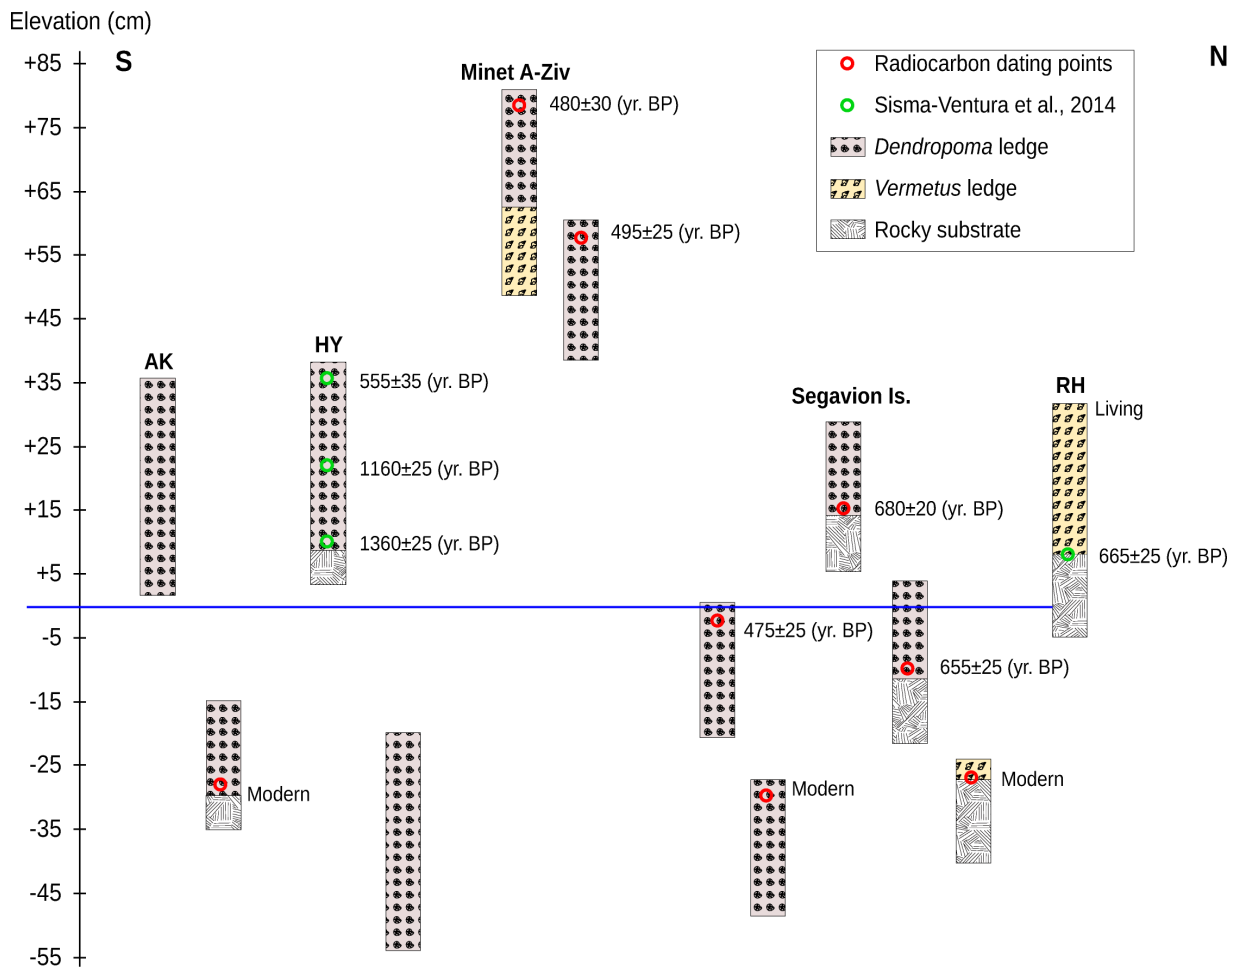 Elevation (cm)
S
N
+85
+75
+65
+55
+45
+35
+25
+15
+5
-5
-15
-25
-35
-45
-55
Radiocarbon dating points
Sisma-Ventura et al., 2014
Dendropoma ledge
Vermetus ledge
Rocky substrate
Minet A-Ziv
480±30 (yr. BP)
495±25 (yr. BP)
AK
HY
555±35 (yr. BP)
1160±25 (yr. BP)
1360±25 (yr. BP)
Segavion Is.
680±20 (yr. BP)
RH
Living
665±25 (yr. BP)
475±25 (yr. BP)
655±25 (yr. BP)
Modern
Modern
Modern